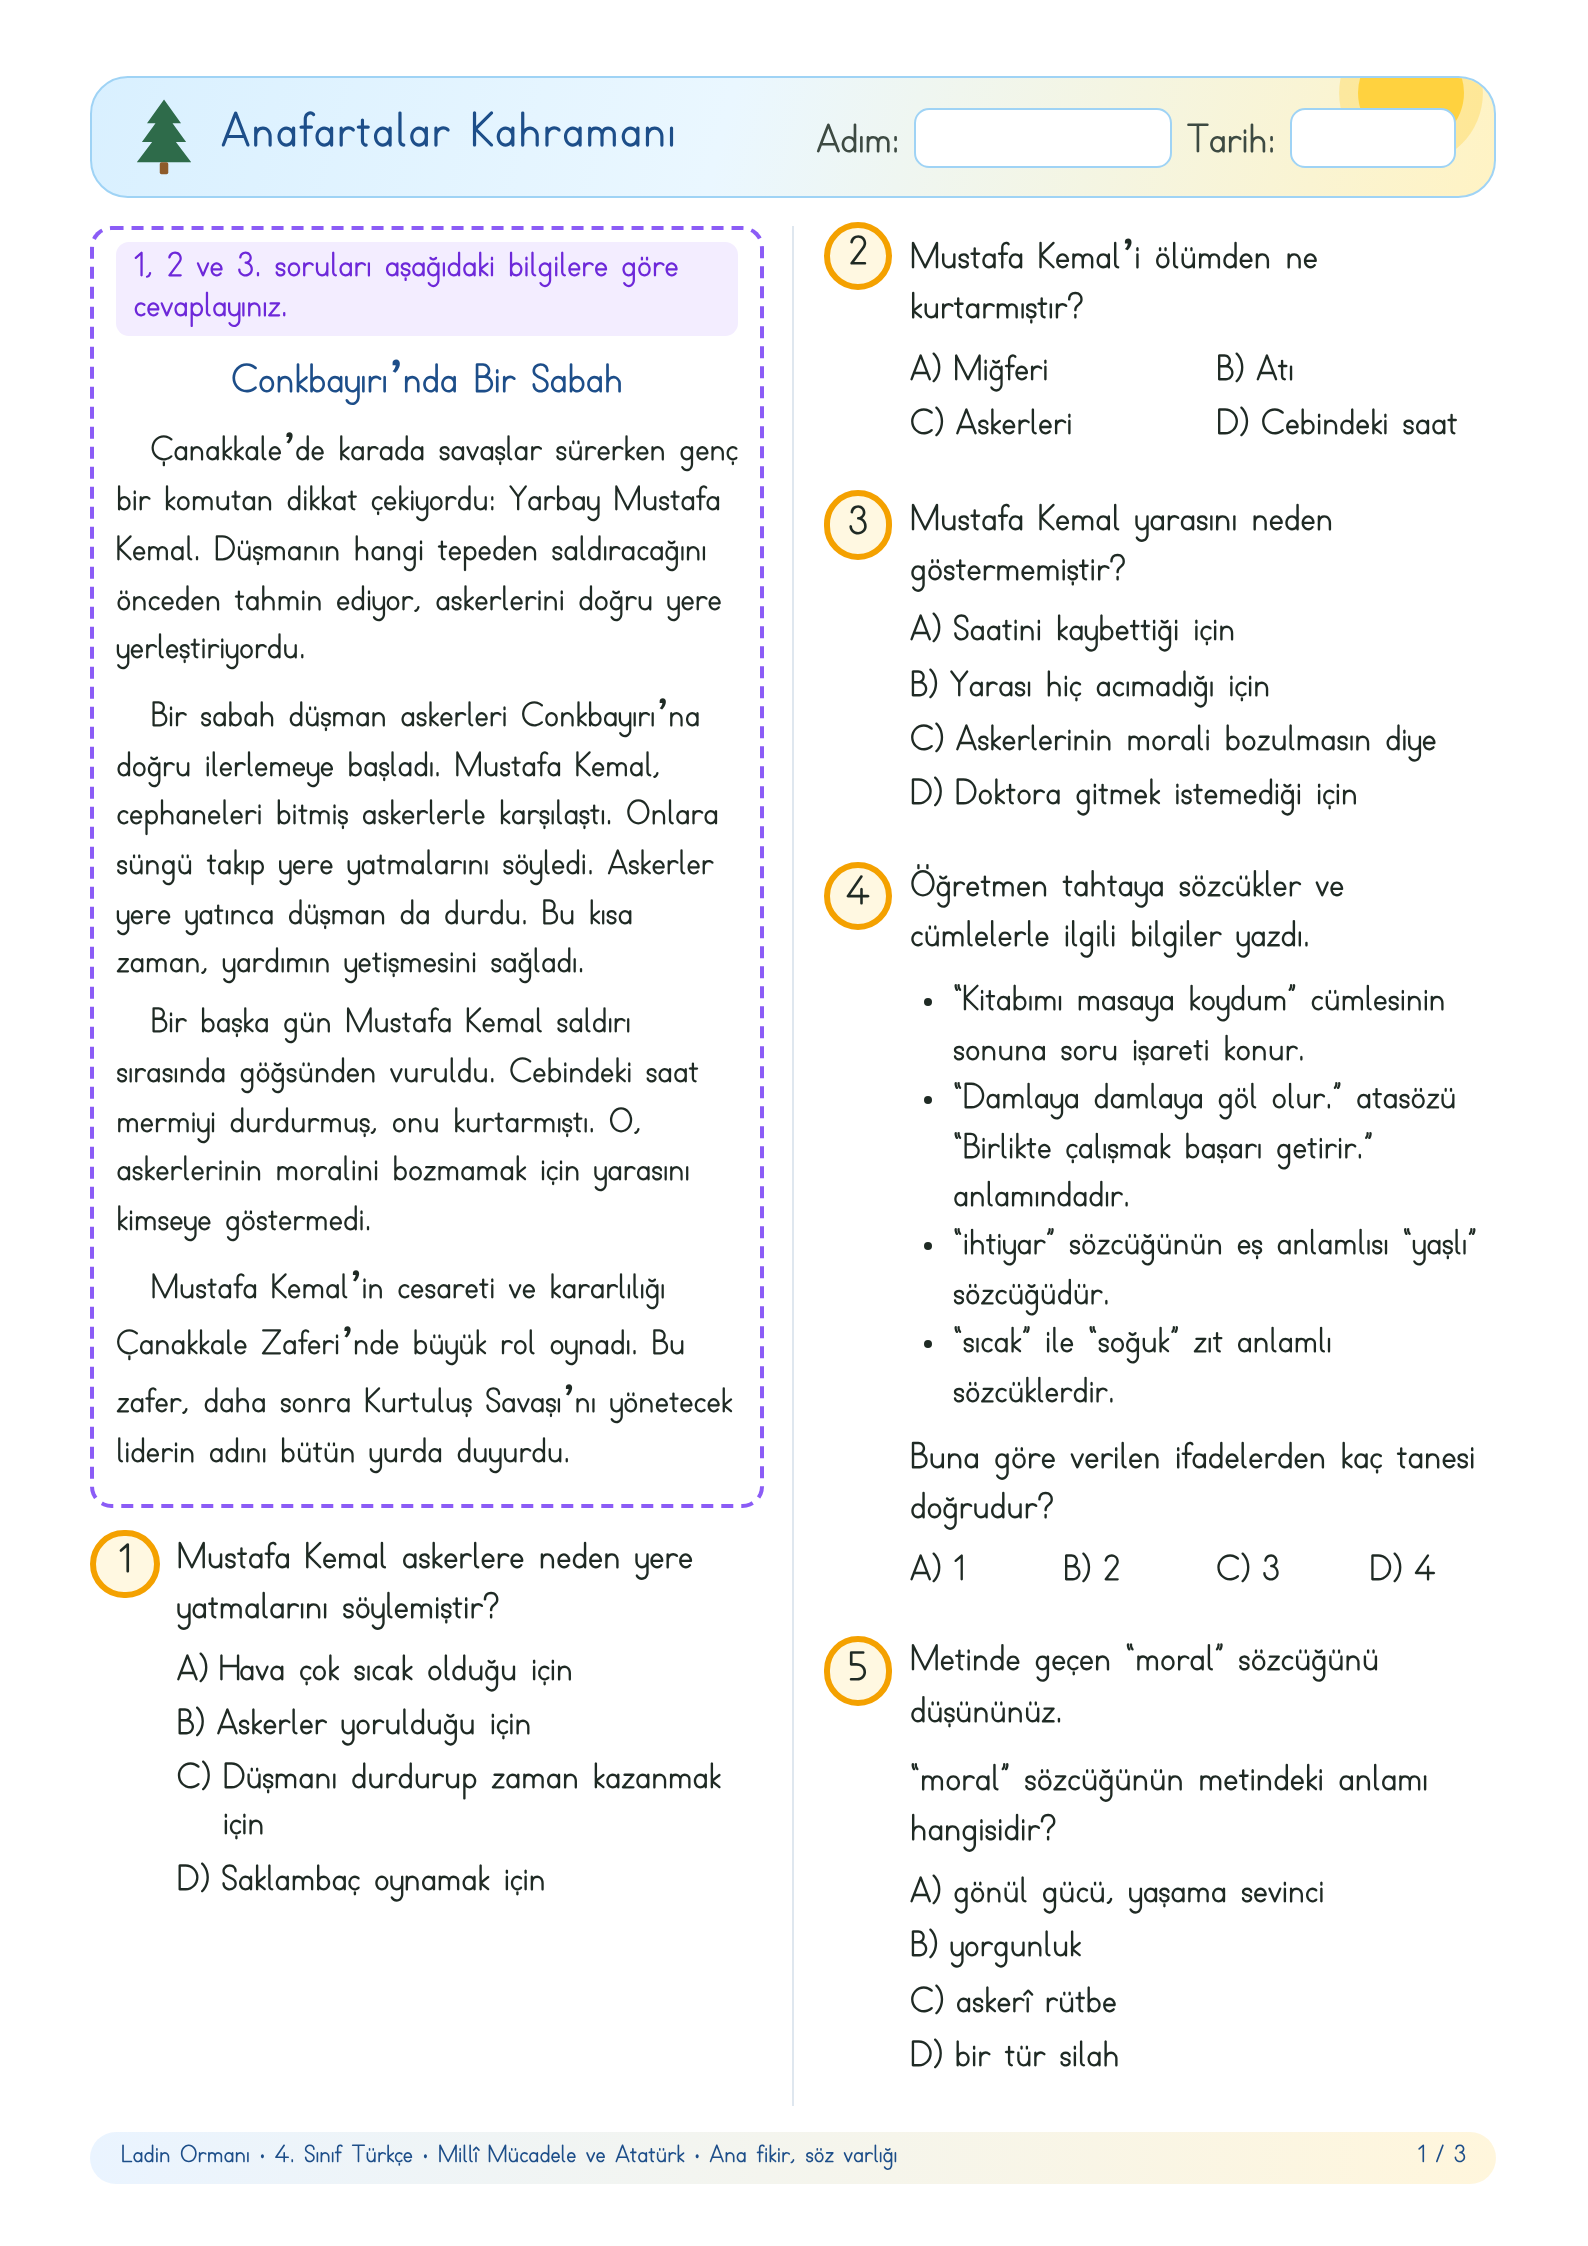 Anafartalar Kahramanı
Adım:
Tarih:
1, 2 ve 3. soruları aşağıdaki bilgilere göre
cevaplayınız.
Conkbayırı’nda Bir Sabah
Çanakkale’de karada savaşlar sürerken genç
bir komutan dikkat çekiyordu: Yarbay Mustafa
Kemal. Düşmanın hangi tepeden saldıracağını
önceden tahmin ediyor, askerlerini doğru yere
yerleştiriyordu.
Bir sabah düşman askerleri Conkbayırı’na
doğru ilerlemeye başladı. Mustafa Kemal,
cephaneleri bitmiş askerlerle karşılaştı. Onlara
süngü takıp yere yatmalarını söyledi. Askerler
yere yatınca düşman da durdu. Bu kısa
zaman, yardımın yetişmesini sağladı.
Bir başka gün Mustafa Kemal saldırı
sırasında göğsünden vuruldu. Cebindeki saat
mermiyi durdurmuş, onu kurtarmıştı. O,
askerlerinin moralini bozmamak için yarasını
kimseye göstermedi.
Mustafa Kemal’in cesareti ve kararlılığı
Çanakkale Zaferi’nde büyük rol oynadı. Bu
zafer, daha sonra Kurtuluş Savaşı’nı yönetecek
liderin adını bütün yurda duyurdu.
1 Mustafa Kemal askerlere neden yere
yatmalarını söylemiştir?
A) Hava çok sıcak olduğu için
B) Askerler yorulduğu için
C) Düşmanı durdurup zaman kazanmak
için
D) Saklambaç oynamak için
2 Mustafa Kemal’i ölümden ne
kurtarmıştır?
A) Miğferi B) Atı
C) Askerleri D) Cebindeki saat
3 Mustafa Kemal yarasını neden
göstermemiştir?
A) Saatini kaybettiği için
B) Yarası hiç acımadığı için
C) Askerlerinin morali bozulmasın diye
D) Doktora gitmek istemediği için
4 Öğretmen tahtaya sözcükler ve
cümlelerle ilgili bilgiler yazdı.
• “Kitabımı masaya koydum” cümlesinin
sonuna soru işareti konur.
• “Damlaya damlaya göl olur.” atasözü
“Birlikte çalışmak başarı getirir.”
anlamındadır.
• “ihtiyar” sözcüğünün eş anlamlısı “yaşlı”
sözcüğüdür.
• “sıcak” ile “soğuk” zıt anlamlı
sözcüklerdir.
Buna göre verilen ifadelerden kaç tanesi
doğrudur?
A) 1 B) 2 C) 3 D) 4
5 Metinde geçen “moral” sözcüğünü
düşününüz.
“moral” sözcüğünün metindeki anlamı
hangisidir?
A) gönül gücü, yaşama sevinci
B) yorgunluk
C) askerî rütbe
D) bir tür silah
Ladin Ormanı • 4. Sınıf Türkçe • Millî Mücadele ve Atatürk • Ana fikir, söz varlığı
1 / 3